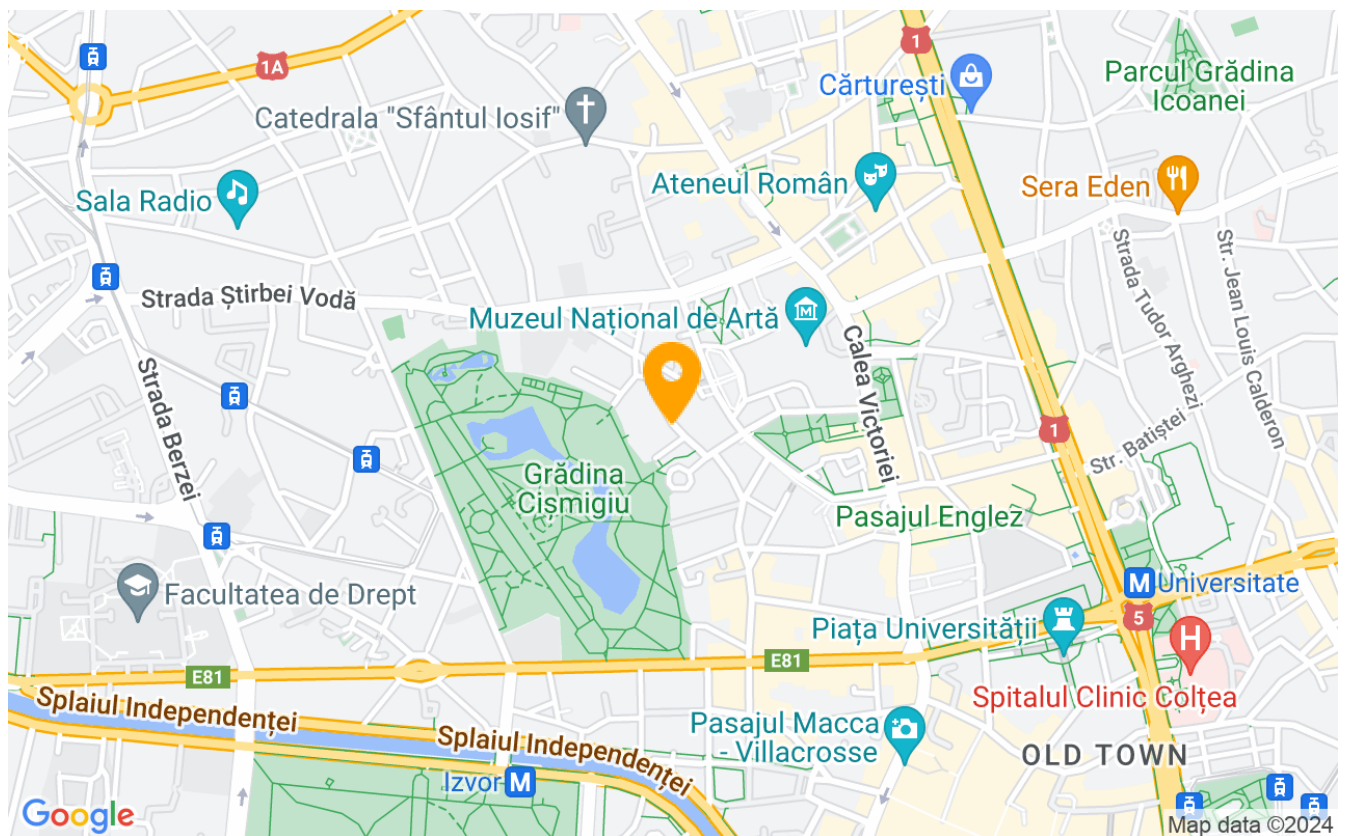 1
1A
Cărturești
Parcul Grădina
Icoanei
Catedrala "Sfântul Iosif"
Ateneul Român
Sera Eden
Sala Radio
Strada Tudor Arghezi
Str. Jean Louis Calderon
Strada Știrbei Vodă
Muzeul Național de Artă
M
Calea Victoriei
Strada Berzei
1
Str. Batiștei
Grădina
Cișmigiu
Pasajul Englez
M Universitate
Facultatea de Drept
5
Piața Universității
H
E81
E81
Spitalul Clinic Colțea
Splaiul Independenței
Splaiul Independenței
Pasajul Macca
- Villacrosse
OLD TOWN
Izvor M
Google
Map data ©2024